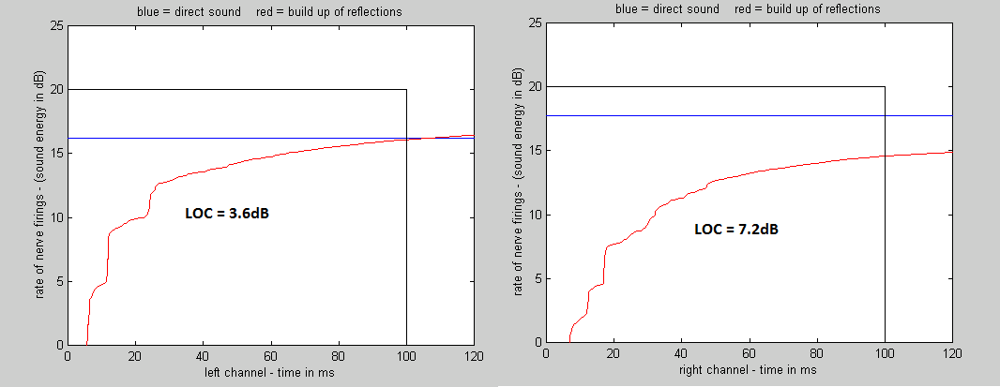 blue = direct sound    red = build up of reflections
25
20
15
10
5
0
rate of nerve firings - (sound energy in dB)
LOC = 3.6dB
0 20 40 60 80 100 120
left channel - time in ms
blue = direct sound    red = build up of reflections
25
20
15
10
5
0
rate of nerve firings - (sound energy in dB)
LOC = 7.2dB
0 20 40 60 80 100 120
right channel - time in ms